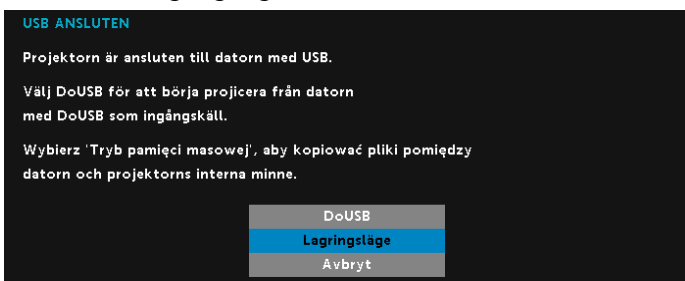 USB ANSLUTEN
Projektorn är ansluten till datorn med USB.
Välj DoUSB för att börja projicera från datorn
med DoUSB som ingångskäll.
Wybierz 'Tryb pamięci masowej', aby kopiować pliki pomiędzy
datorn och projektorns interna minne.
DoUSB
Lagringsläge
Avbryt